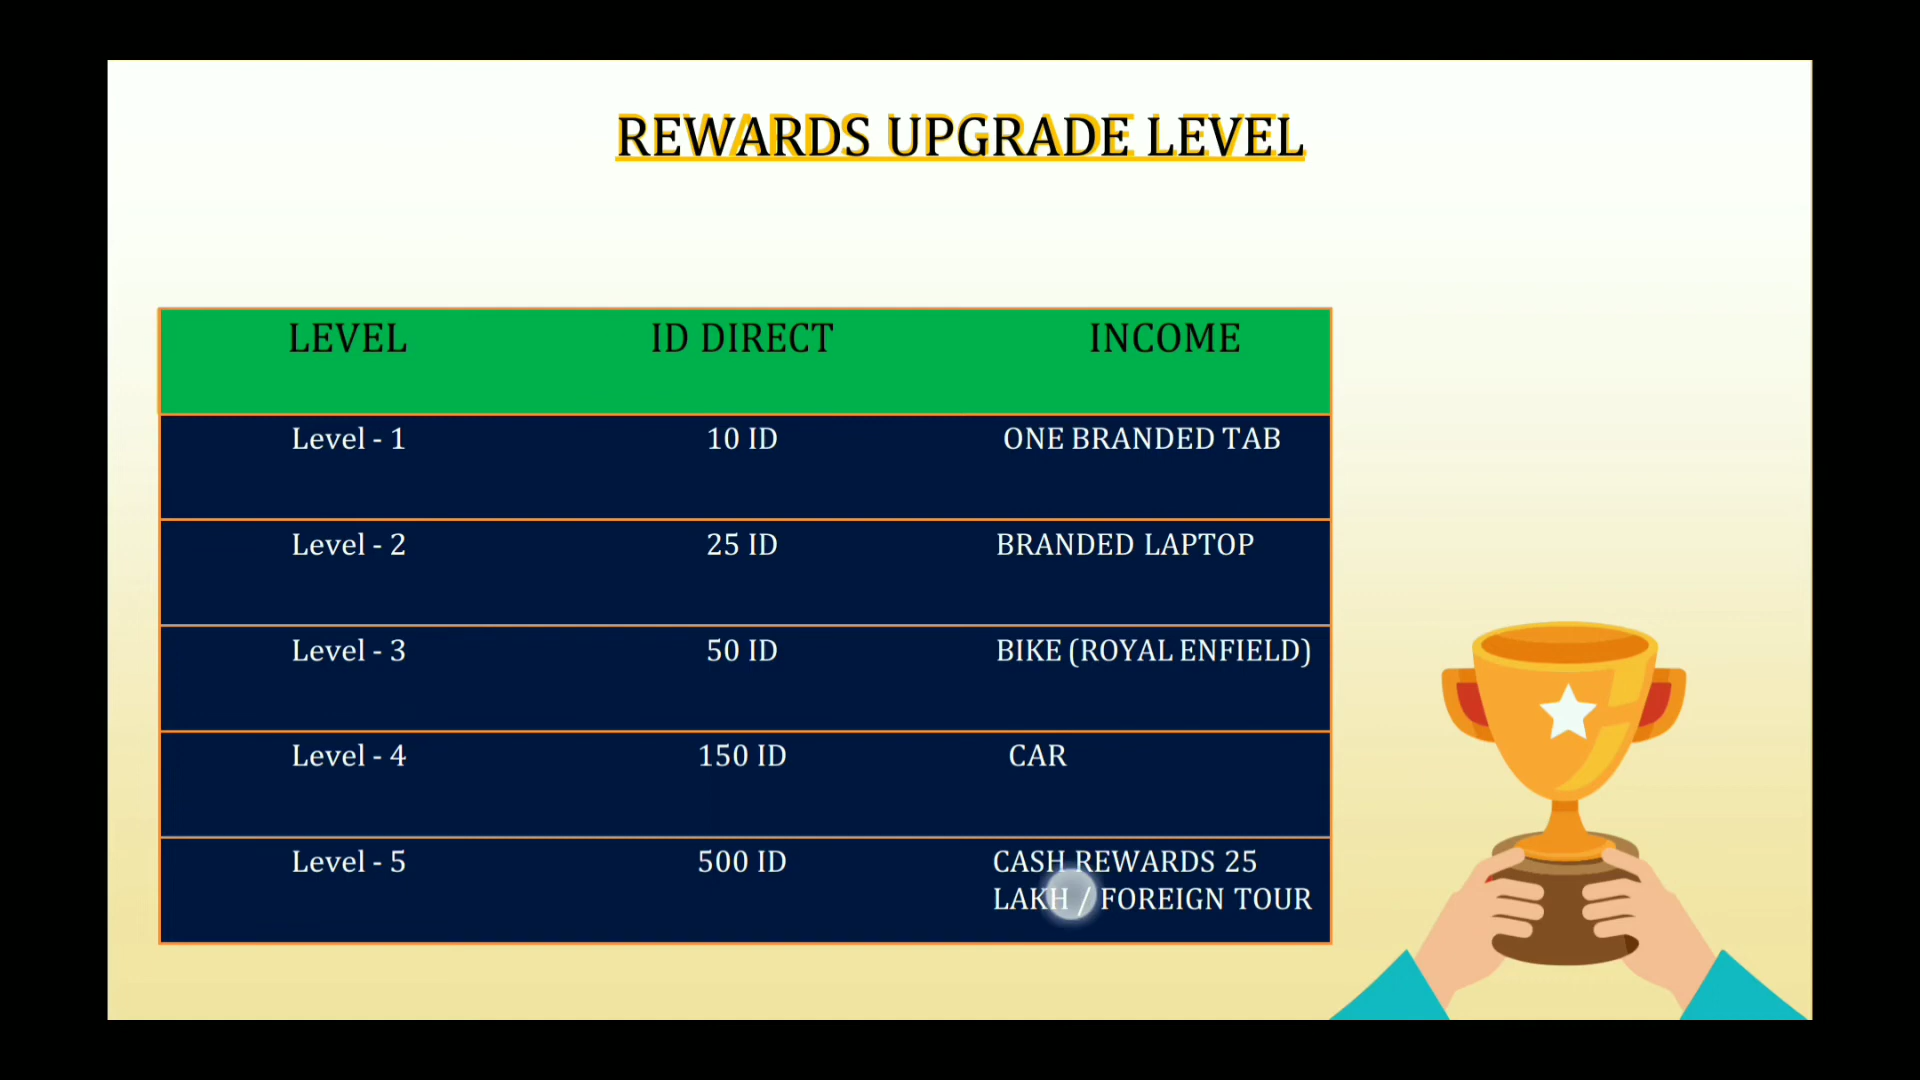 REWARDS UPGRADE LEVEL
LEVEL ID DIRECT INCOME
Level - 1 10 ID ONE BRANDED TAB
Level - 2 25 ID BRANDED LAPTOP
Level - 3 50 ID BIKE (ROYAL ENFIELD)
Level - 4 150 ID CAR
Level - 5 500 ID CASH REWARDS 25
LAKH / FOREIGN TOUR